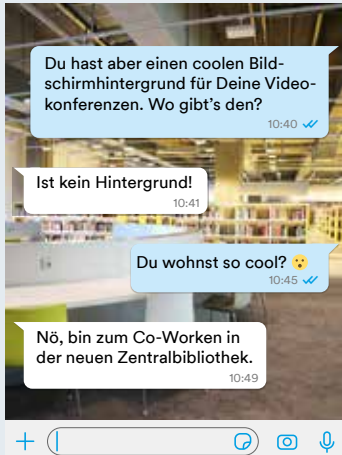 Du hast aber einen coolen Bild-
schirmhintergrund für Deine Video-
konferenzen. Wo gibt's den?
10:40
Ist kein Hintergrund!
10:41
Du wohnst so cool? 😮
10:45
Nö, bin zum Co-Worken in
der neuen Zentralbibliothek.
10:49